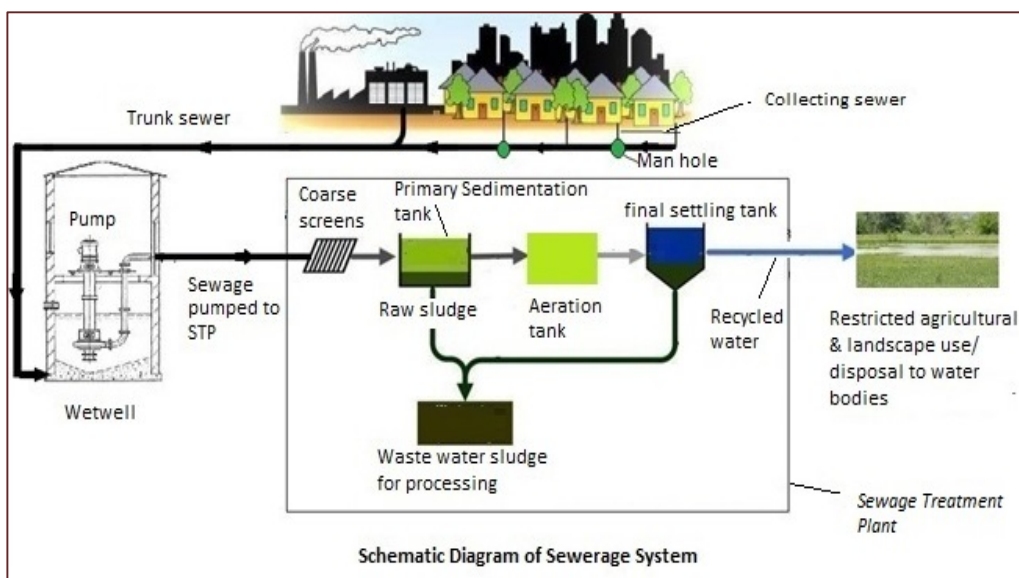 Trunk sewer
Collecting sewer
Man hole
Pump
Wetwell
Sewage
pumped to
STP
Coarse
screens
Primary Sedimentation
tank
Raw sludge
Aeration
tank
final settling tank
Recycled
water
Restricted agricultural
& landscape use/
disposal to water
bodies
Waste water sludge
for processing
Sewage Treatment
Plant
Schematic Diagram of Sewerage System